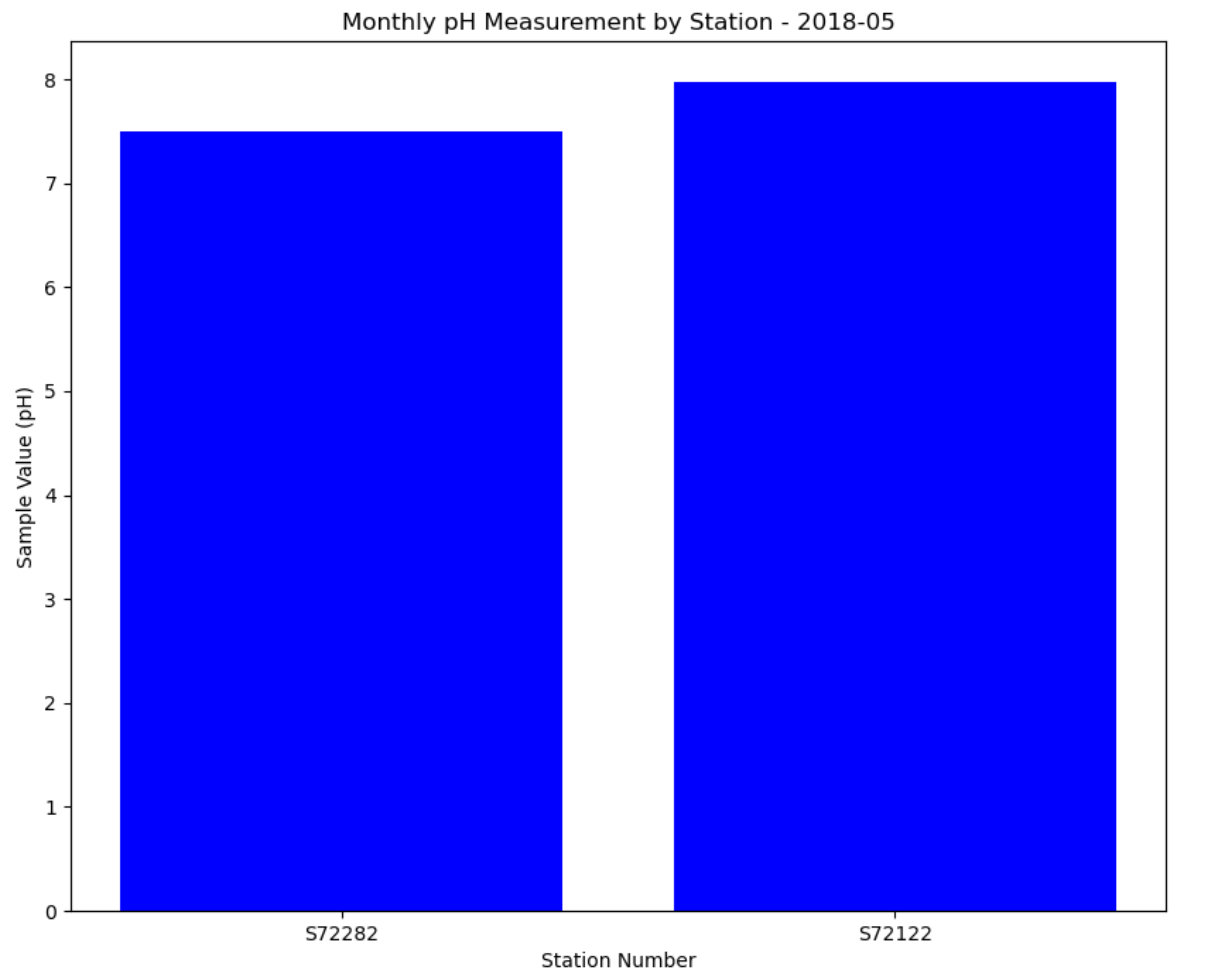 Monthly pH Measurement by Station - 2018-05
Sample Value (pH)
8
7
6
5
4
3
2
1
0
S72282 S72122
Station Number